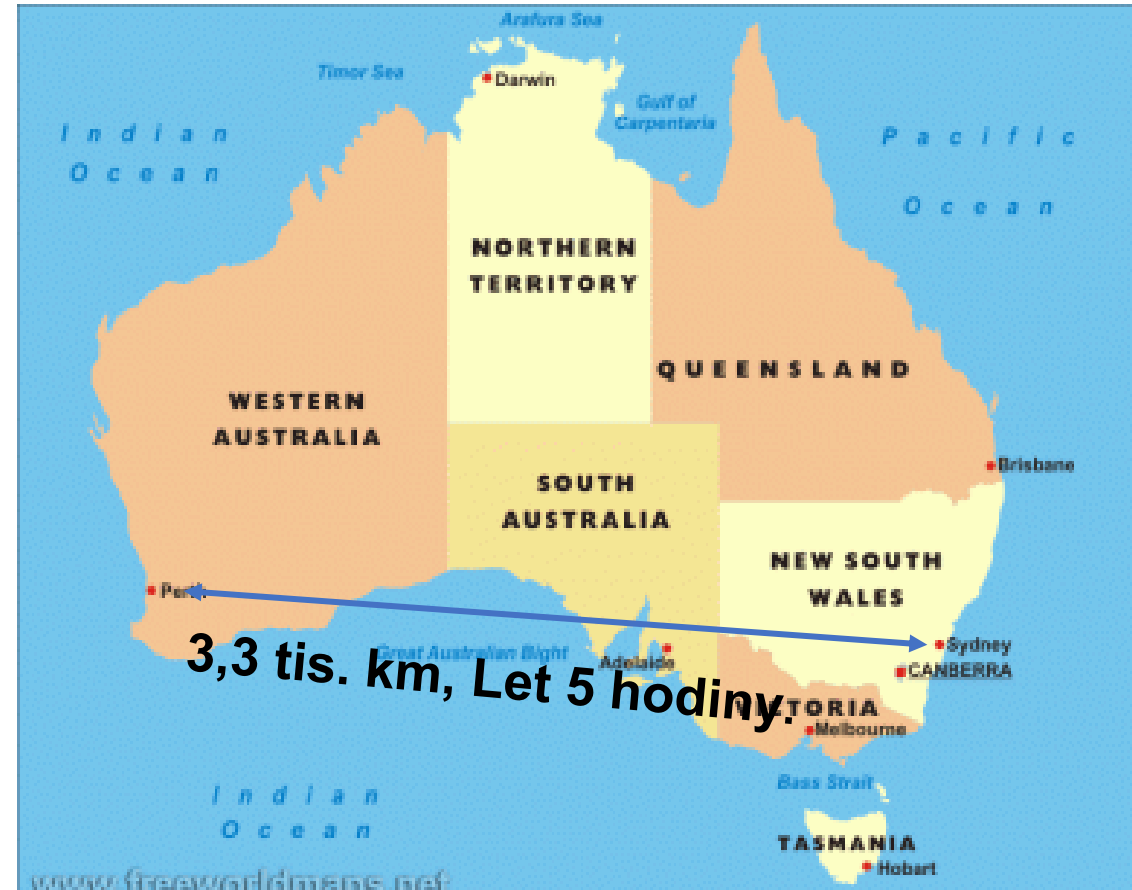 Arafura Sea
Timor Sea
Darwin
Gulf of
Carpentaria
Indian
Ocean
Pacific
Ocean
NORTHERN
TERRITORY
QUEENSLAND
WESTERN
AUSTRALIA
Brisbane
SOUTH
AUSTRALIA
NEW SOUTH
WALES
Perth
Sydney
Great Australian Bight
Adelaide
CANBERRA
3,3 tis. km, Let 5 hodiny.
VICTORIA
Melbourne
Bass Strait
Indian
Ocean
TASMANIA
Hobart
www.freeworldmaps.net